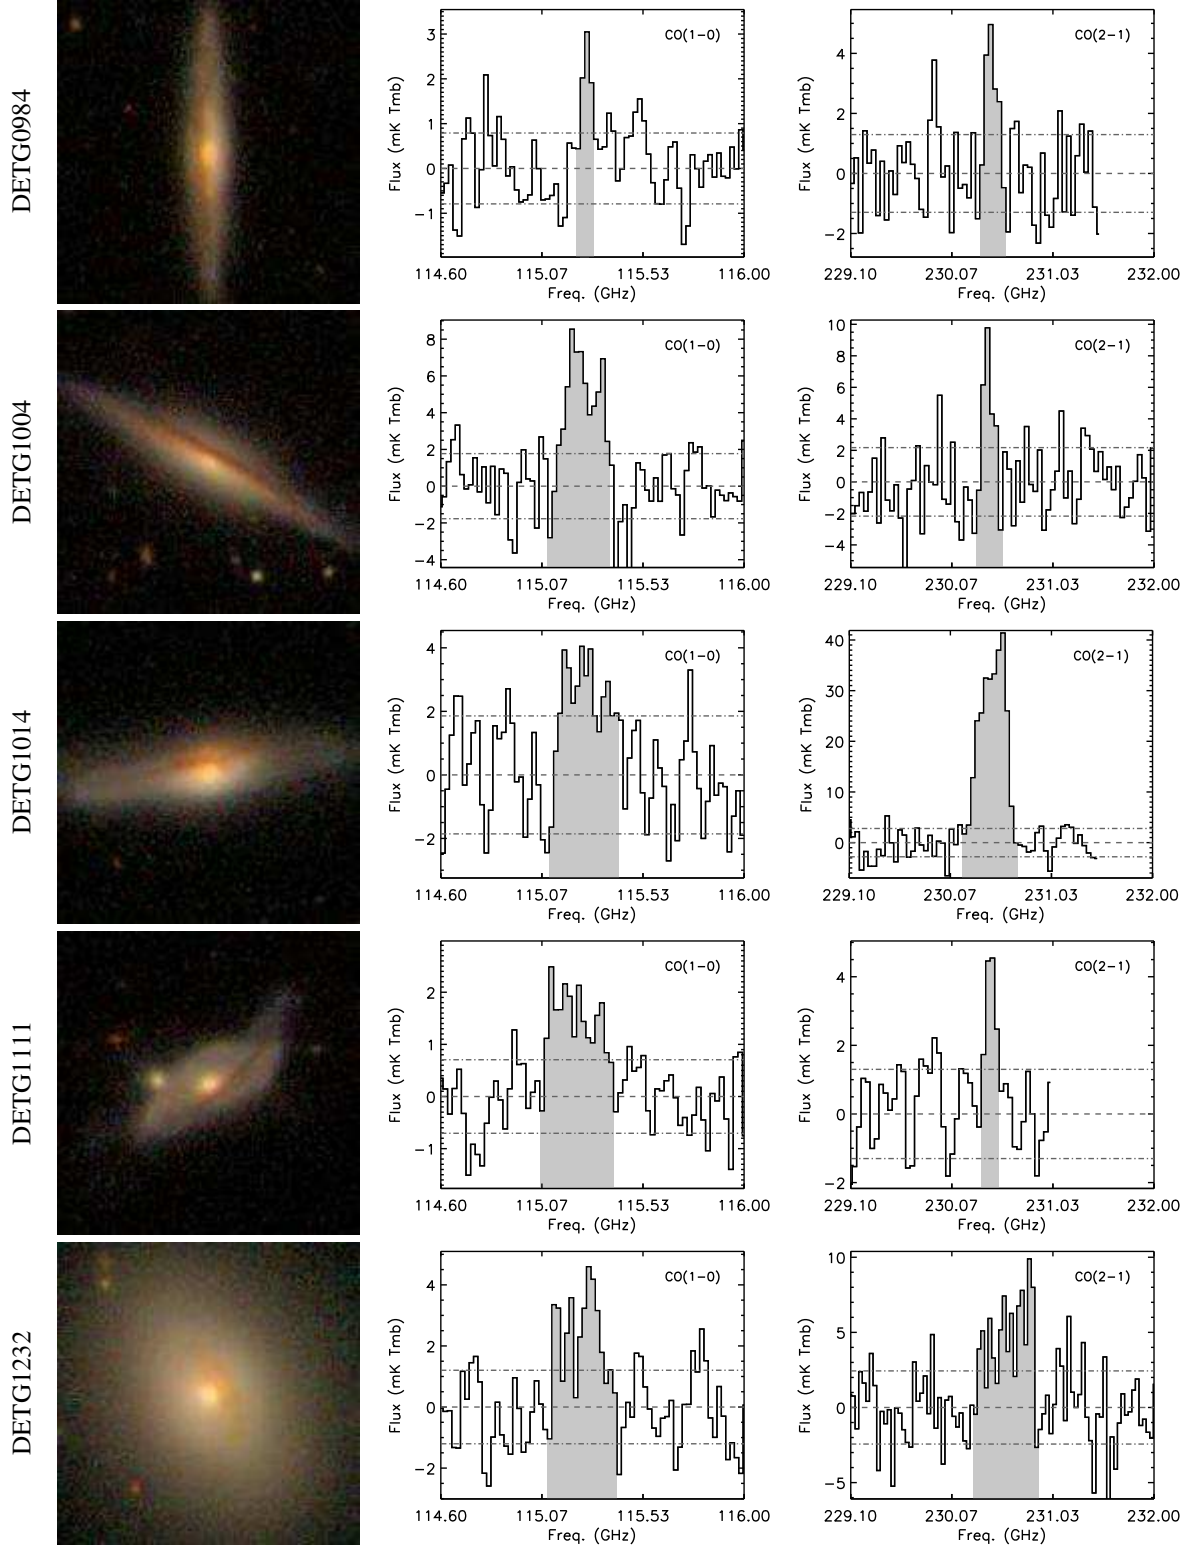 DETG0984
CO(1-0)
Flux (mK Tmb)
3
2
1
0
-1
114.60 115.07 115.53 116.00
Freq. (GHz)
CO(2-1)
Flux (mK Tmb)
4
2
0
-2
229.10 230.07 231.03 232.00
Freq. (GHz)
DETG1004
CO(1-0)
Flux (mK Tmb)
8
6
4
2
0
-2
-4
114.60 115.07 115.53 116.00
Freq. (GHz)
CO(2-1)
Flux (mK Tmb)
10
8
6
4
2
0
-2
-4
229.10 230.07 231.03 232.00
Freq. (GHz)
DETG1014
CO(1-0)
Flux (mK Tmb)
4
2
0
-2
114.60 115.07 115.53 116.00
Freq. (GHz)
CO(2-1)
Flux (mK Tmb)
40
30
20
10
0
229.10 230.07 231.03 232.00
Freq. (GHz)
DETG1111
CO(1-0)
Flux (mK Tmb)
2
1
0
-1
114.60 115.07 115.53 116.00
Freq. (GHz)
CO(2-1)
Flux (mK Tmb)
4
2
0
-2
229.10 230.07 231.03 232.00
Freq. (GHz)
DETG1232
CO(1-0)
Flux (mK Tmb)
4
2
0
-2
114.60 115.07 115.53 116.00
Freq. (GHz)
CO(2-1)
Flux (mK Tmb)
10
5
0
-5
229.10 230.07 231.03 232.00
Freq. (GHz)